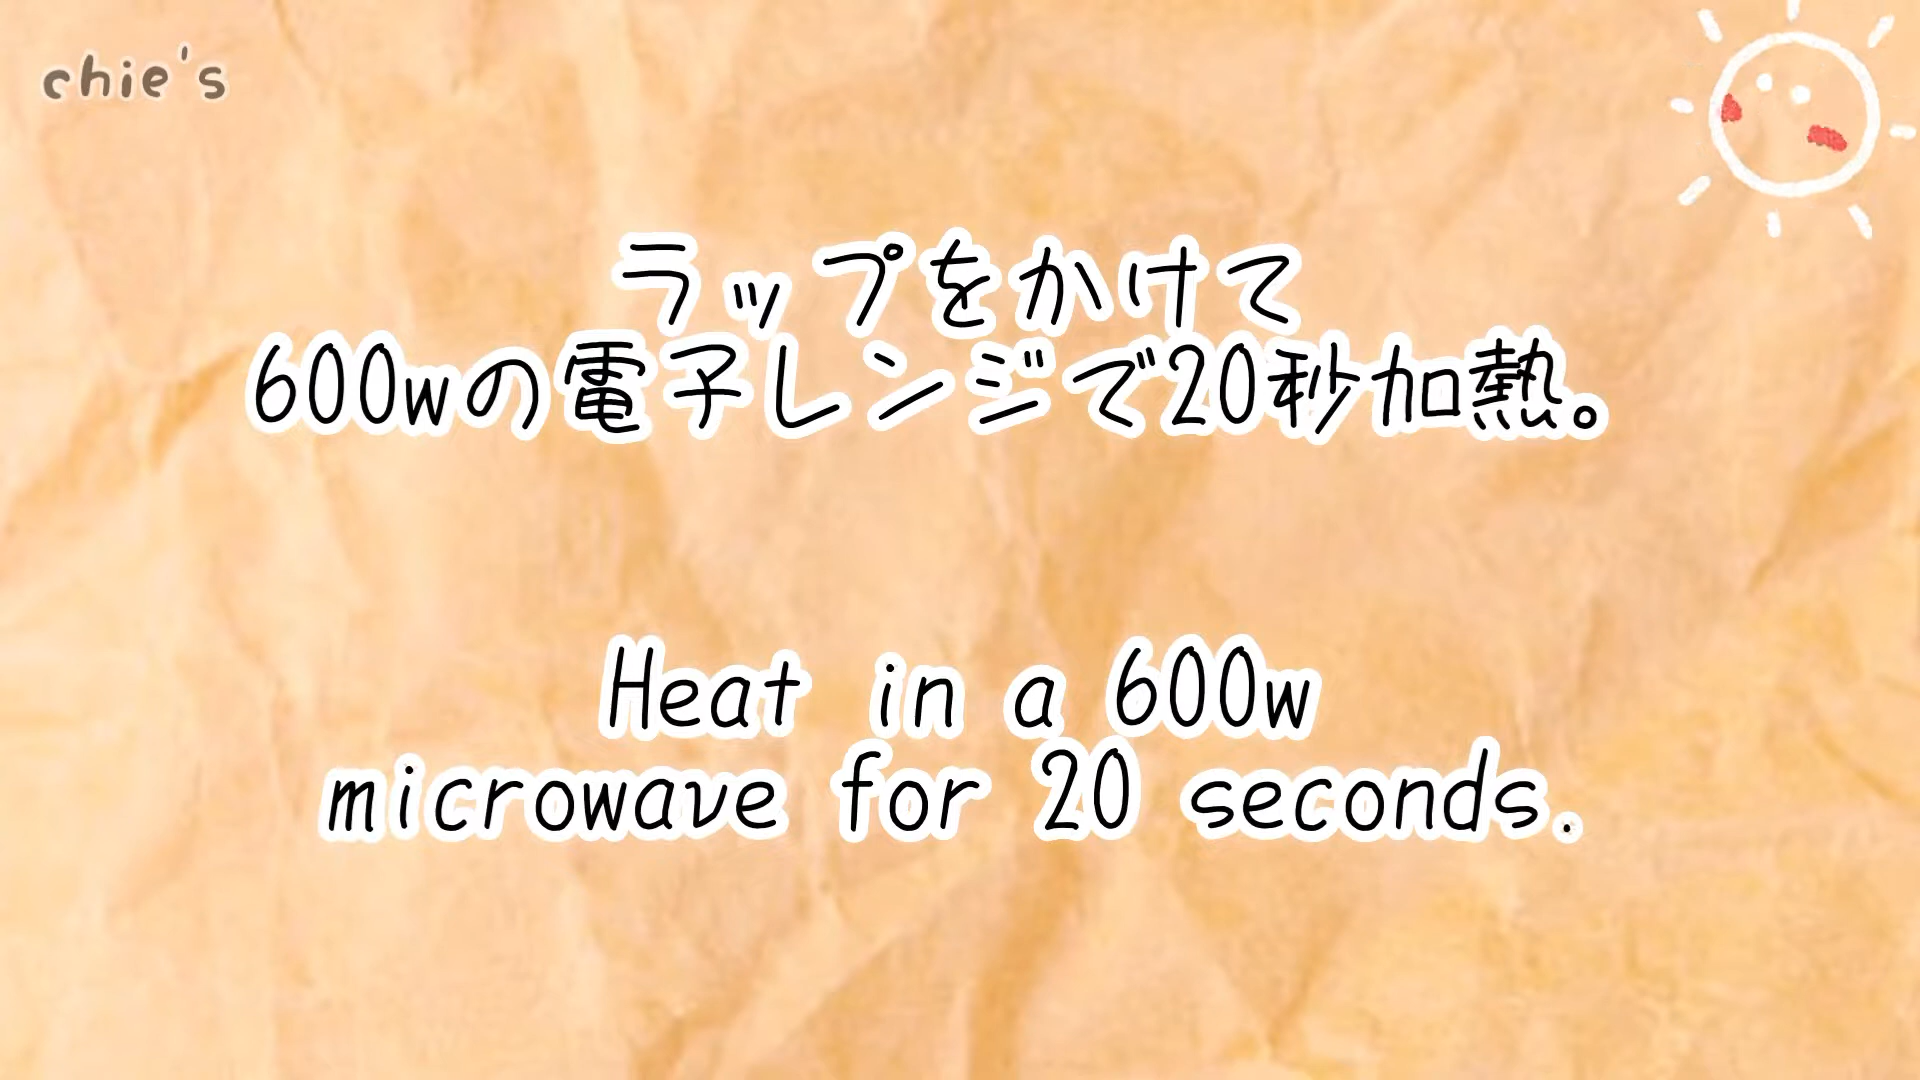 chie's
ラップをかけて
600wの電子レンジで20秒加熱。
Heat in a 600w
microwave for 20 seconds.